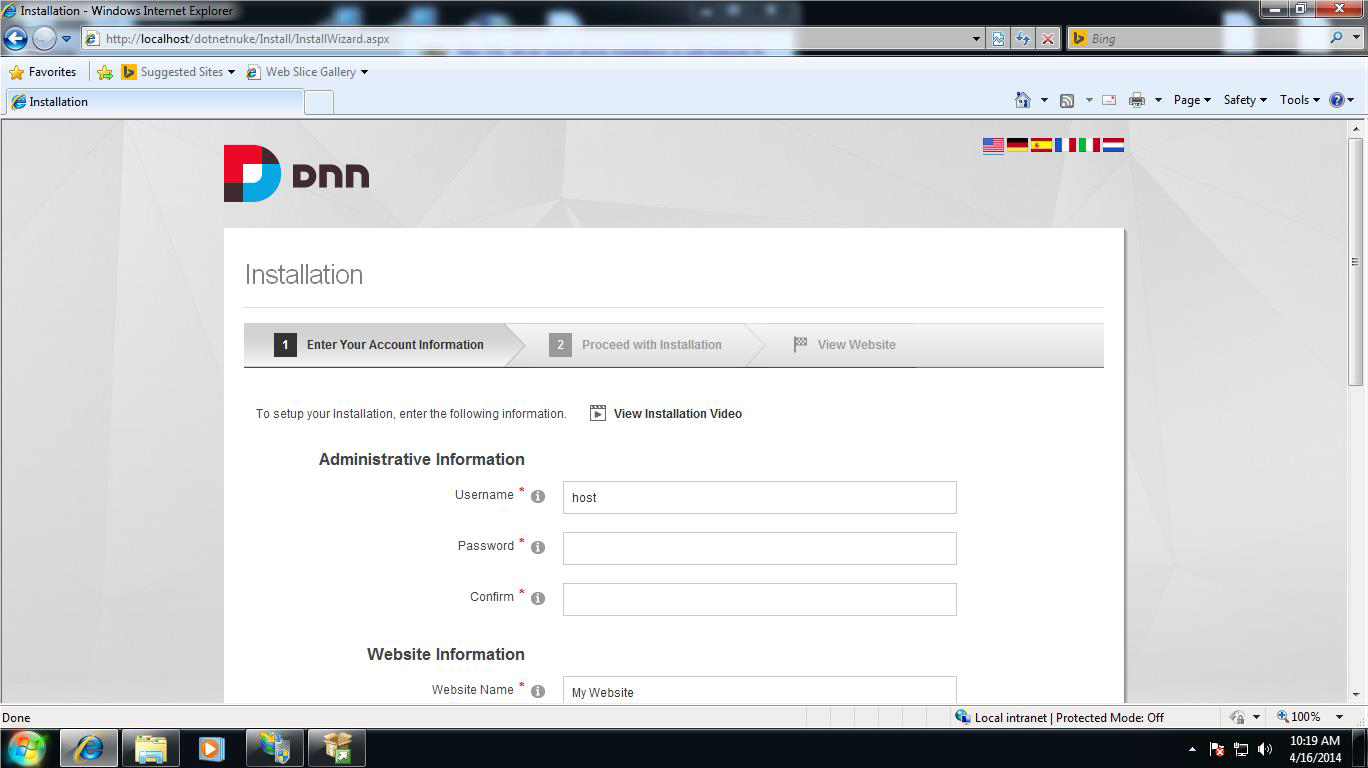 Installation - Windows Internet Explorer
http://localhost/dotnetnuke/Install/InstallWizard.aspx
Bing
Favorites
Suggested Sites
Web Slice Gallery
Installation
Page
Safety
Tools
DNN
Installation
1 Enter Your Account Information
2 Proceed with Installation
View Website
To setup your Installation, enter the following information.
View Installation Video
Administrative Information
Username *
host
Password *
Confirm *
Website Information
Website Name *
My Website
Done
Local intranet | Protected Mode: Off
100%
10:19 AM
4/16/2014